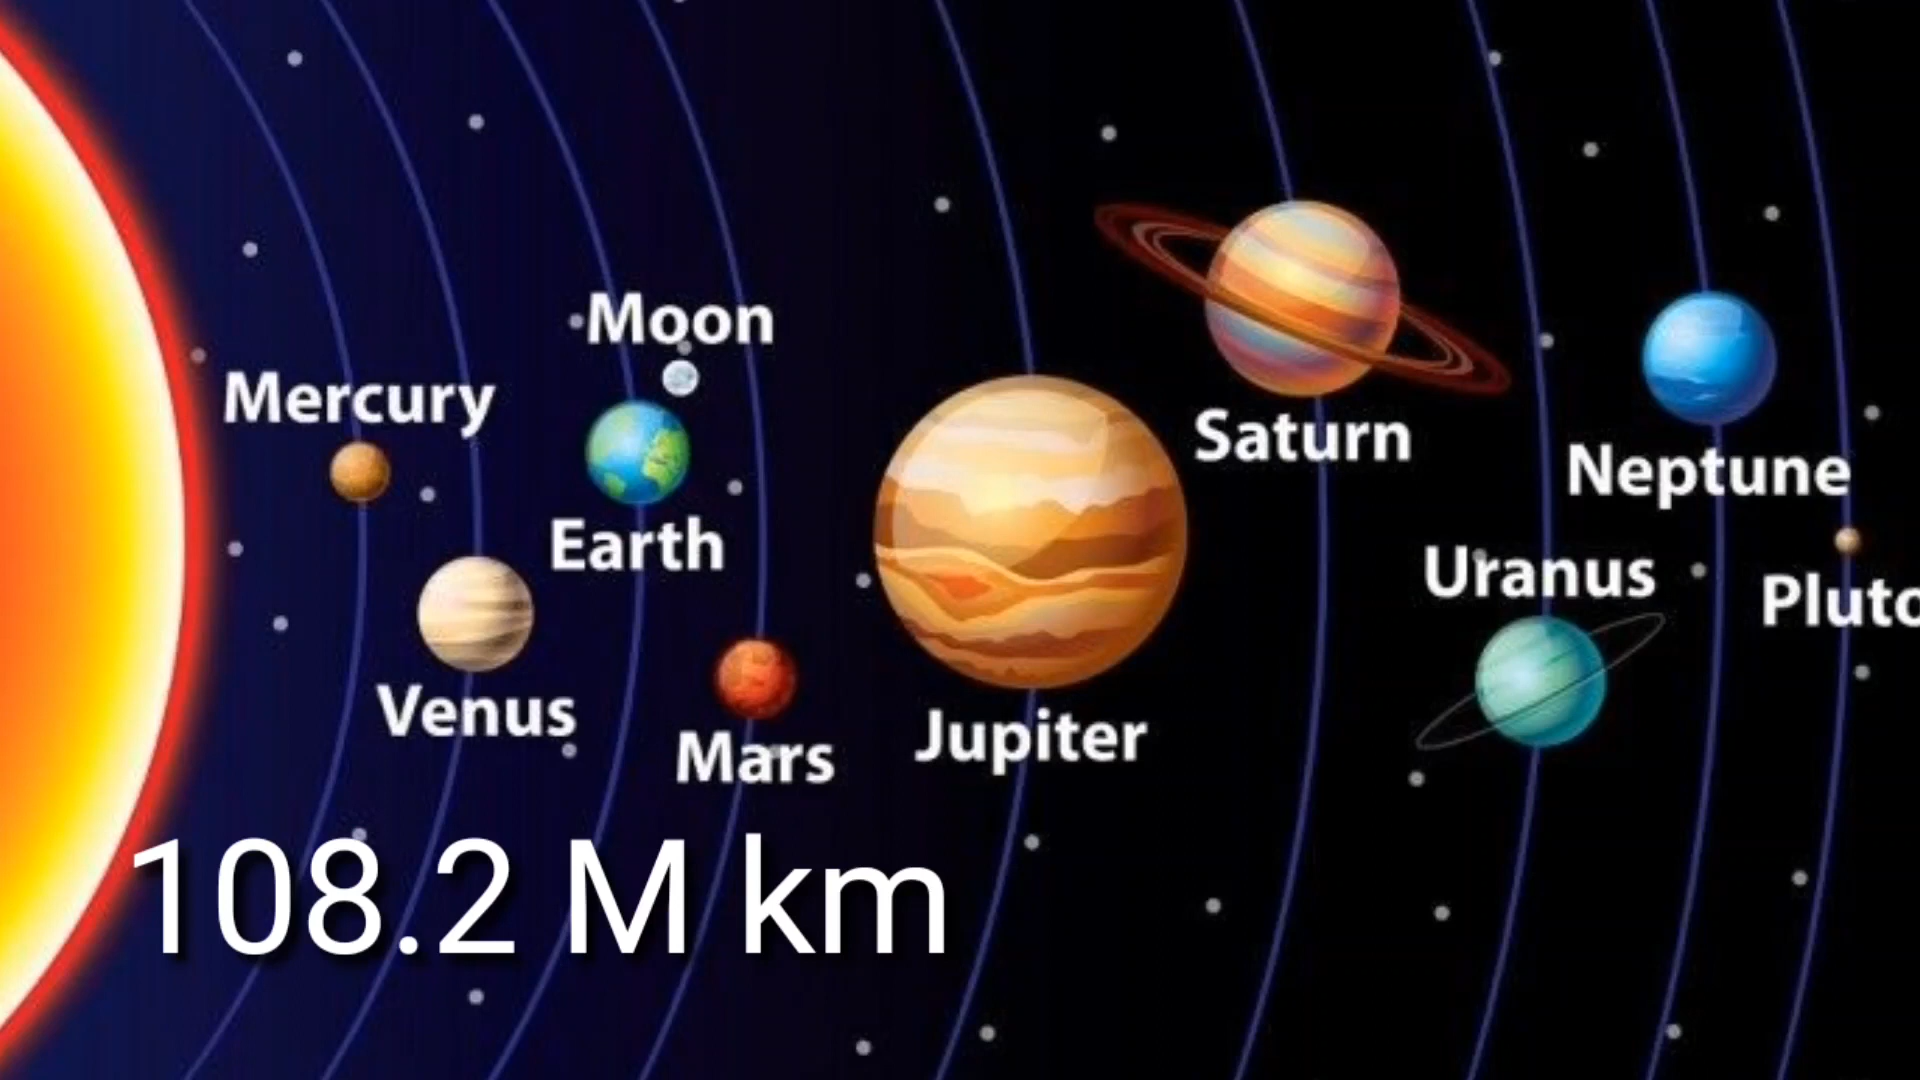 Moon
Mercury
Saturn
Neptune
Earth
Uranus
Pluto
Venus
Mars
Jupiter
108.2 M km